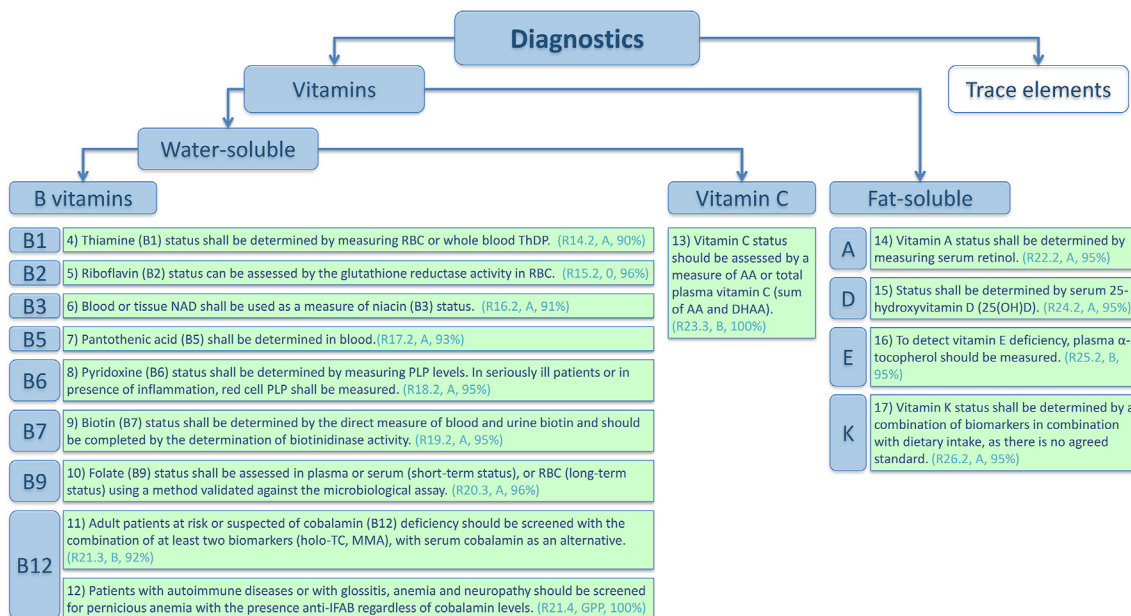 Diagnostics
Vitamins
Trace elements
Water-soluble
B vitamins
Vitamin C
Fat-soluble
B1
4) Thiamine (B1) status shall be determined by measuring RBC or whole blood ThDP. (R14.2, A, 90%)
B2
5) Riboflavin (B2) status can be assessed by the glutathione reductase activity in RBC. (R15.2, 0, 96%)
B3
6) Blood or tissue NAD shall be used as a measure of niacin (B3) status. (R16.2, A, 91%)
B5
7) Pantothenic acid (B5) shall be determined in blood.(R17.2, A, 93%)
B6
8) Pyridoxine (B6) status shall be determined by measuring PLP levels. In seriously ill patients or in
presence of inflammation, red cell PLP shall be measured. (R18.2, A, 95%)
B7
9) Biotin (B7) status shall be determined by the direct measure of blood and urine biotin and should
be completed by the determination of biotinidase activity. (R19.2, A, 95%)
B9
10) Folate (B9) status shall be assessed in plasma or serum (short-term status), or RBC (long-term
status) using a method validated against the microbiological assay. (R20.3, A, 96%)
B12
11) Adult patients at risk or suspected of cobalamin (B12) deficiency should be screened with the
combination of at least two biomarkers (holo-TC, MMA), with serum cobalamin as an alternative.
(R21.3, B, 92%)
12) Patients with autoimmune diseases or with glossitis, anemia and neuropathy should be screened
for pernicious anemia with the presence anti-IFAB regardless of cobalamin levels. (R21.4, GPP, 100%)
13) Vitamin C status
should be assessed by a
measure of AA or total
plasma vitamin C (sum
of AA and DHAA).
(R23.3, B, 100%)
A
14) Vitamin A status shall be determined by
measuring serum retinol. (R22.2, A, 95%)
D
15) Status shall be determined by serum 25-
hydroxyvitamin D (25(OH)D). (R24.2, A, 95%)
E
16) To detect vitamin E deficiency, plasma α-
tocopherol should be measured. (R25.2, B,
95%)
K
17) Vitamin K status shall be determined by a
combination of biomarkers in combination
with dietary intake, as there is no agreed
standard. (R26.2, A, 95%)